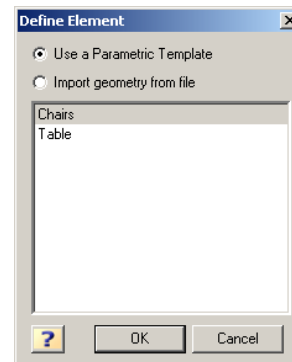 Define Element
Use a Parametric Template
Import geometry from file
Chairs
Table
?
OK
Cancel